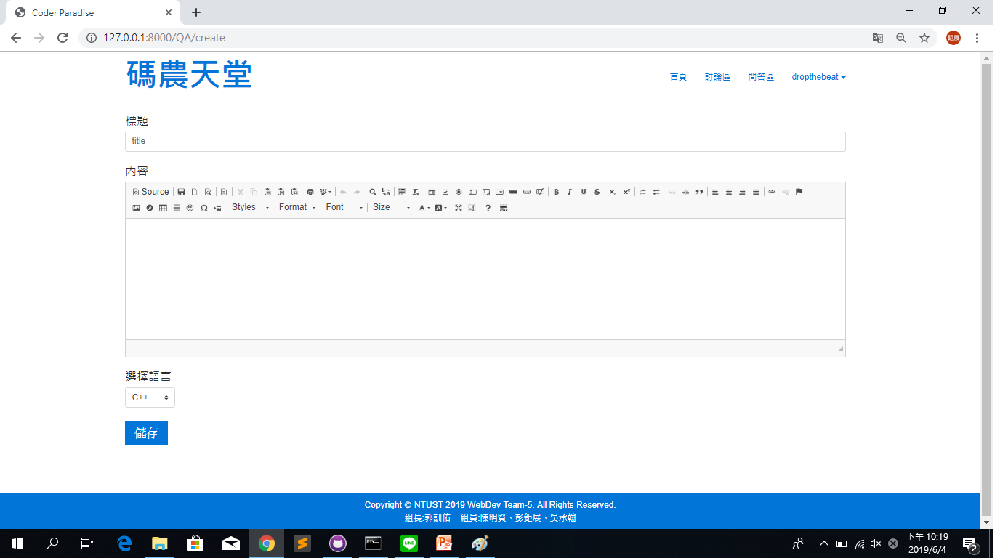 Coder Paradise
127.0.0.1:8000/QA/create
鉅展
碼農天堂
首頁 討論區 問答區 dropthebeat
標題
title
內容
Source
Styles Format Font Size
選擇語言
C++
儲存
Copyright © NTUST 2019 WebDev Team-5. All Rights Reserved.
組長:郭訓佑 組員:陳明賢、彭鉅展、吳承翰
下午 10:19
2019/6/4
2